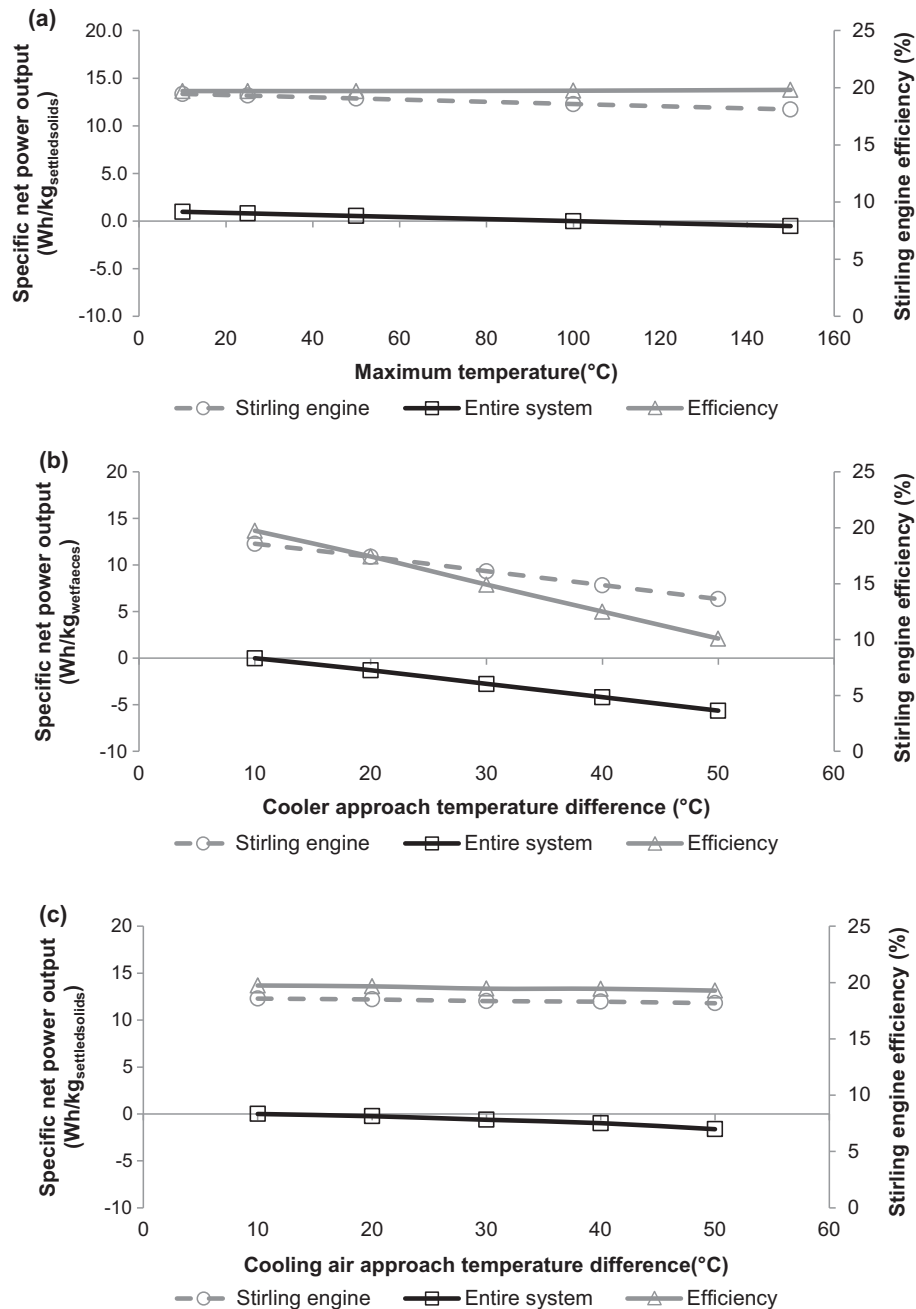 (a)
Specific net power output
(Wh/kgsettledsolids)
20.0
15.0
10.0
5.0
0.0
-5.0
-10.0
25
20
15
10
5
0
Stirling engine efficiency (%)
0 20 40 60 80 100 120 140 160
Maximum temperature(°C)
Stirling engine Entire system Efficiency
(b)
Specific net power output
(Wh/kgwetfaeces)
20
15
10
5
0
-5
-10
25
20
15
10
5
0
Stirling engine efficiency (%)
0 10 20 30 40 50 60
Cooler approach temperature difference (°C)
Stirling engine Entire system Efficiency
(c)
Specific net power output
(Wh/kgsettledsolids)
20
15
10
5
0
-5
-10
25
20
15
10
5
0
Stirling engine efficiency (%)
0 10 20 30 40 50 60
Cooling air approach temperature difference(°C)
Stirling engine Entire system Efficiency